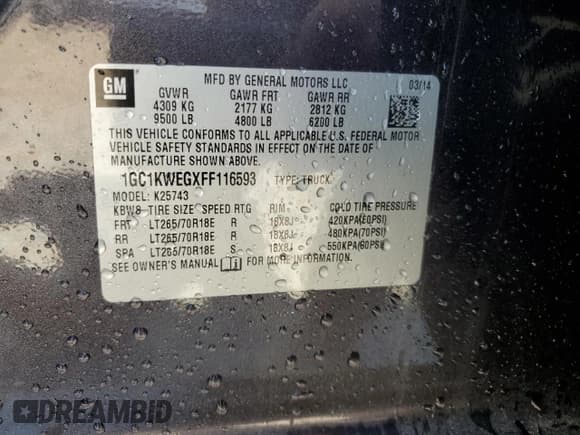 GM
MFD BY GENERAL MOTORS LLC 03/14
GVWR GAWR FRT GAWR RR
4309 KG 2177 KG 2812 KG
9500 LB 4800 LB 6200 LB
THIS VEHICLE CONFORMS TO ALL APPLICABLE U.S. FEDERAL MOTOR
VEHICLE SAFETY STANDARDS IN EFFECT ON THE DATE OF
MANUFACTURE SHOWN ABOVE.
1GC1KWEGXFF116593 TYPE: TRUCK
MODEL: K25743
KBW8 TIRE SIZE SPEED RTG RIM COLD TIRE PRESSURE
FRT LT265/70R18E R 18X8J 420KPA(60PSI)
RR LT265/70R18E R 18X8J 480KPA(70PSI)
SPA LT265/70R18E S 18X8J 550KPA(80PSI)
SEE OWNER'S MANUAL FOR MORE INFORMATION.
DREAMBID